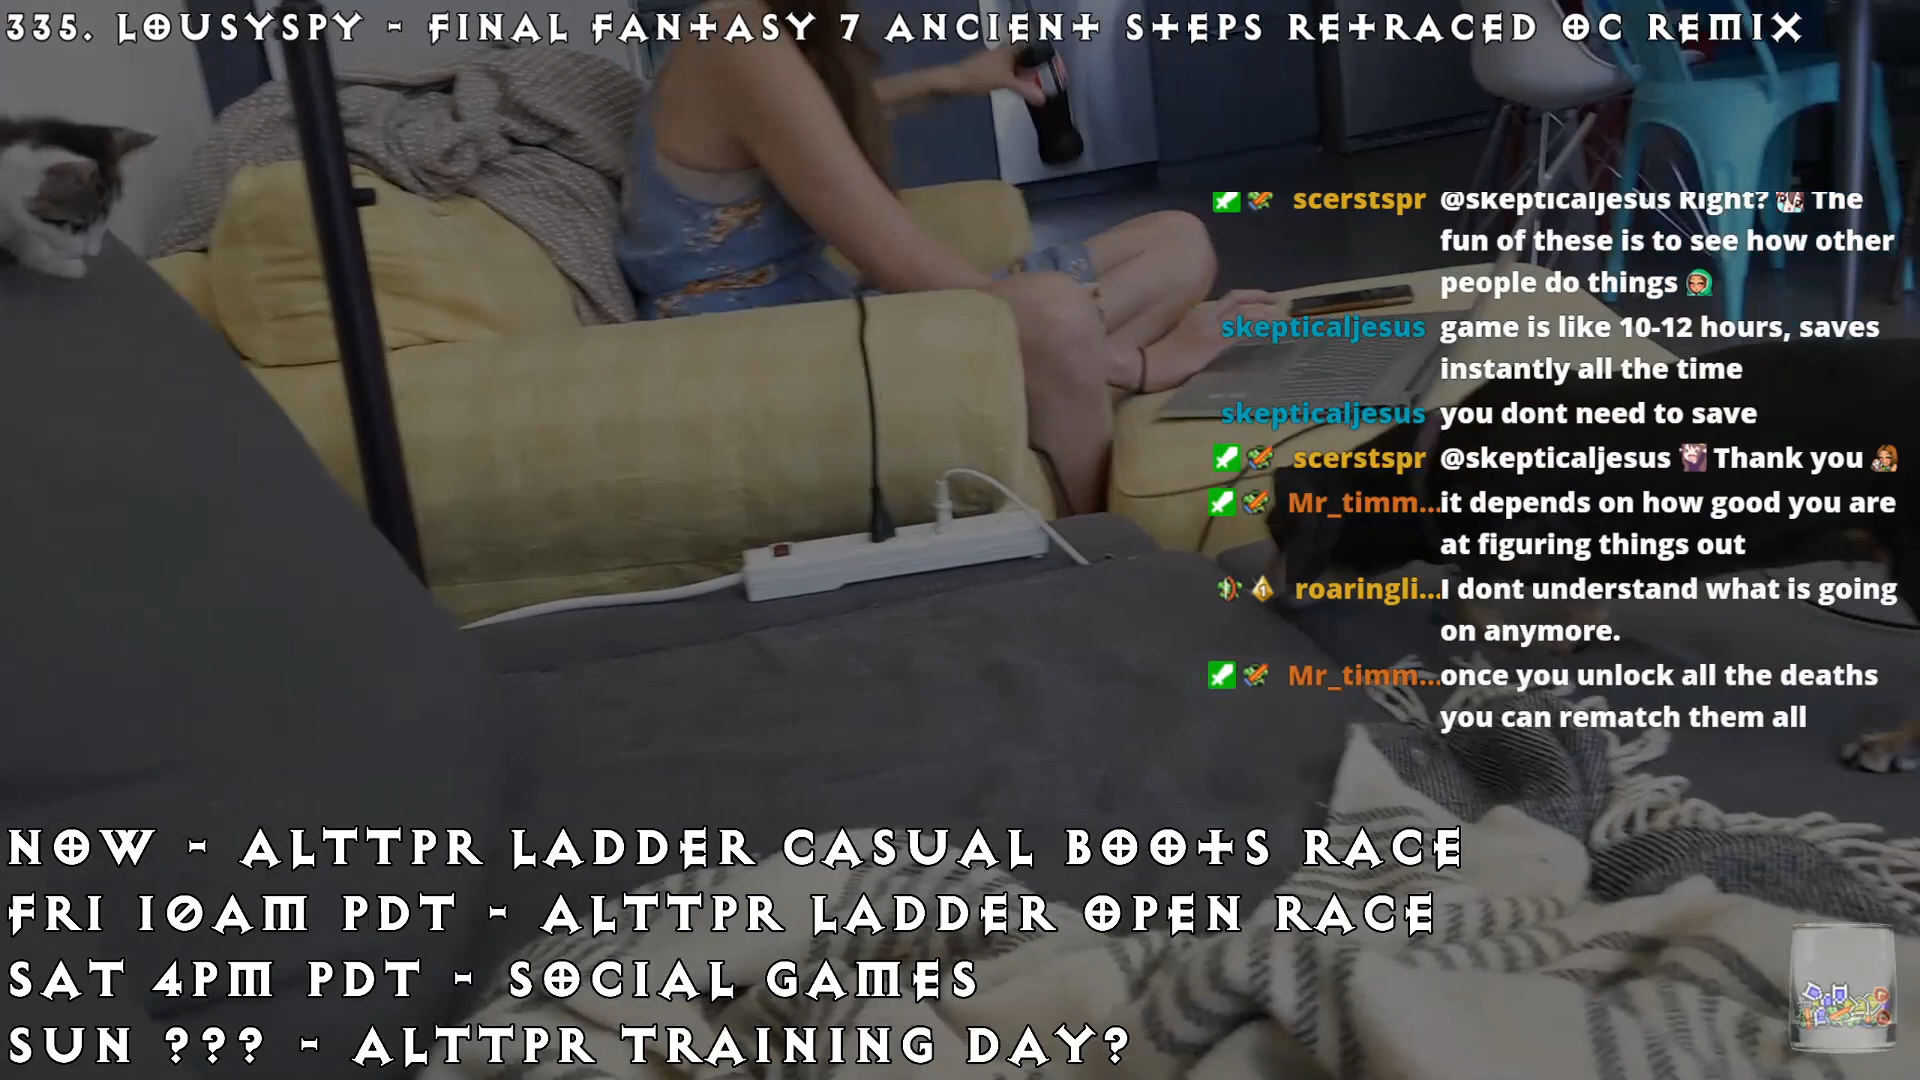 335. LOUSYSPY - FINAL FANTASY 7 ANCIENT STEPS RETRACED OC REMIX
scerstspr @skepticaljesus Right? The
fun of these is to see how other
people do things
skepticaljesus game is like 10-12 hours, saves
instantly all the time
skepticaljesus you dont need to save
scerstspr @skepticaljesus Thank you
Mr_timm... it depends on how good you are
at figuring things out
roaringli... I dont understand what is going
on anymore.
Mr_timm... once you unlock all the deaths
you can rematch them all
NOW - ALTTPR LADDER CASUAL BOOTS RACE
FRI 10AM PDT - ALTTPR LADDER OPEN RACE
SAT 4PM PDT - SOCIAL GAMES
SUN ??? - ALTTPR TRAINING DAY?